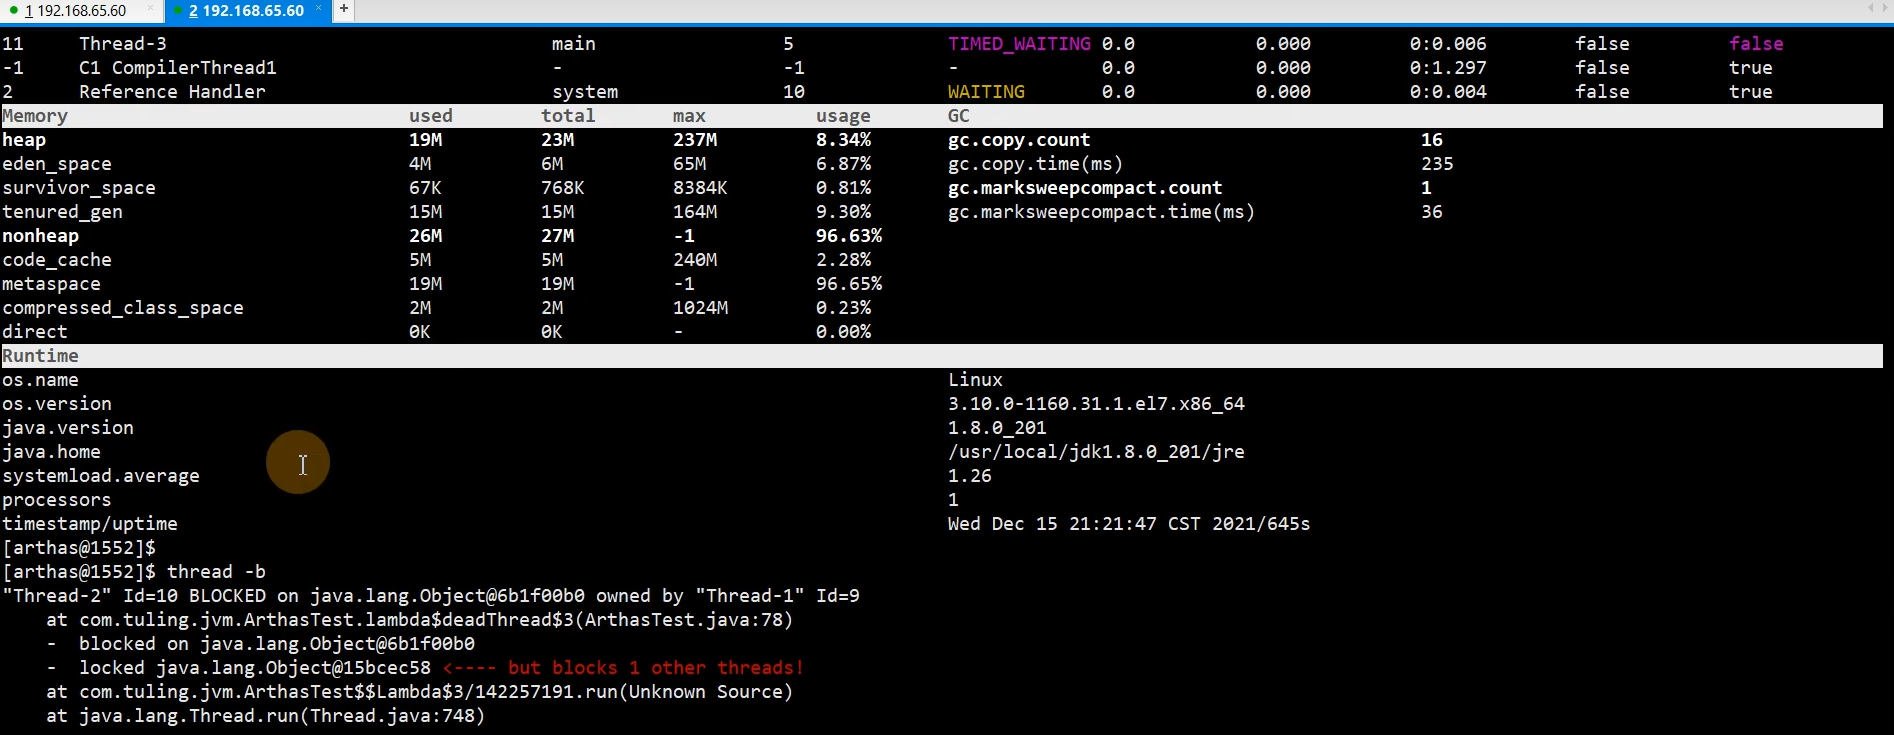 1 192.168.65.60 × 2 192.168.65.60 × +
11 Thread-3 main 5 TIMED_WAITING 0.0 0.000 0:0.006 false false
-1 C1 CompilerThread1 - -1 - 0.0 0.000 0:1.297 false true
2 Reference Handler system 10 WAITING 0.0 0.000 0:0.004 false true
Memory used total max usage GC
heap 19M 23M 237M 8.34% gc.copy.count 16
eden_space 4M 6M 65M 6.87% gc.copy.time(ms) 235
survivor_space 67K 768K 8384K 0.81% gc.marksweepcompact.count 1
tenured_gen 15M 15M 164M 9.30% gc.marksweepcompact.time(ms) 36
nonheap 26M 27M -1 96.63%
code_cache 5M 5M 240M 2.28%
metaspace 19M 19M -1 96.65%
compressed_class_space 2M 2M 1024M 0.23%
direct 0K 0K - 0.00%
Runtime
os.name Linux
os.version 3.10.0-1160.31.1.el7.x86_64
java.version 1.8.0_201
java.home /usr/local/jdk1.8.0_201/jre
systemload.average 1.26
processors 1
timestamp/uptime Wed Dec 15 21:21:47 CST 2021/645s
[arthas@1552]$
[arthas@1552]$ thread -b
"Thread-2" Id=10 BLOCKED on java.lang.Object@6b1f00b0 owned by "Thread-1" Id=9
at com.tuling.jvm.ArthasTest.lambda$deadThread$3(ArthasTest.java:78)
- blocked on java.lang.Object@6b1f00b0
- locked java.lang.Object@15bcec58 <---- but blocks 1 other threads!
at com.tuling.jvm.ArthasTest$$Lambda$3/142257191.run(Unknown Source)
at java.lang.Thread.run(Thread.java:748)